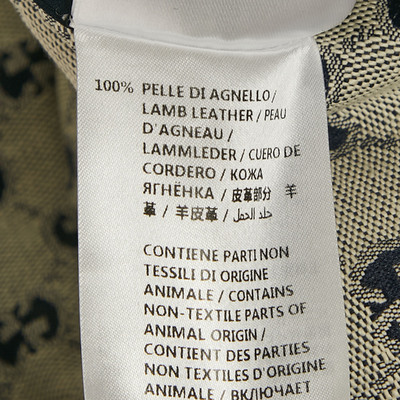 100% PELLE DI AGNELLO /
LAMB LEATHER / PEAU
D'AGNEAU /
LAMMLEDER / CUERO DE
CORDERO / КОЖА
ЯГНЁНКА / 皮革部分 羊
革 / 羊皮革 / جلد الحمل
CONTIENE PARTI NON
TESSILI DI ORIGINE
ANIMALE / CONTAINS
NON-TEXTILE PARTS OF
ANIMAL ORIGIN /
CONTIENT DES PARTIES
NON TEXTILES D'ORIGINE
ANIMALE / ВКЛЮЧАЕТ